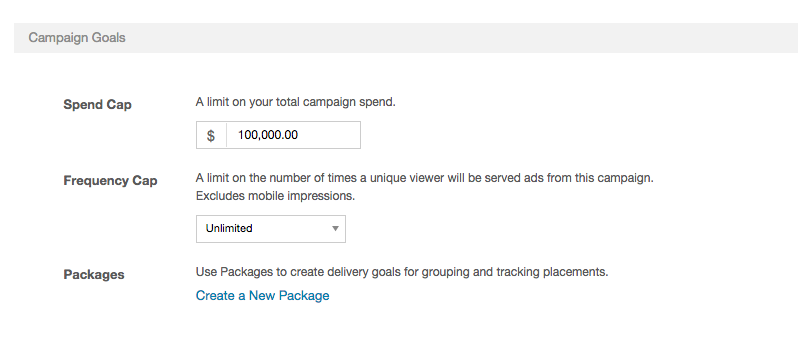 Campaign Goals
Spend Cap
A limit on your total campaign spend.
$ 100,000.00
Frequency Cap
A limit on the number of times a unique viewer will be served ads from this campaign.
Excludes mobile impressions.
Unlimited
Packages
Use Packages to create delivery goals for grouping and tracking placements.
Create a New Package